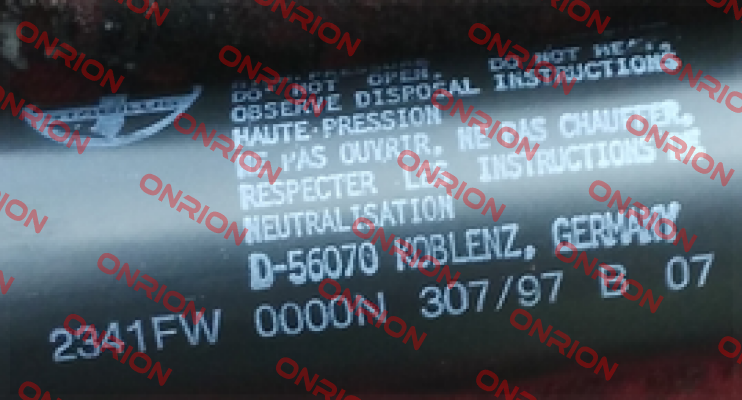 DO NOT OPEN, DO NOT HEAT,
OBSERVE DISPOSAL INSTRUCTIONS
HAUTE-PRESSION
PAS OUVRIR, NE PAS CHAUFFER,
RESPECTER LES INSTRUCTIONS DE
NEUTRALISATION
D-56070 KOBLENZ, GERMANY
2341FW 0000N 307/97 B 07
ONRION